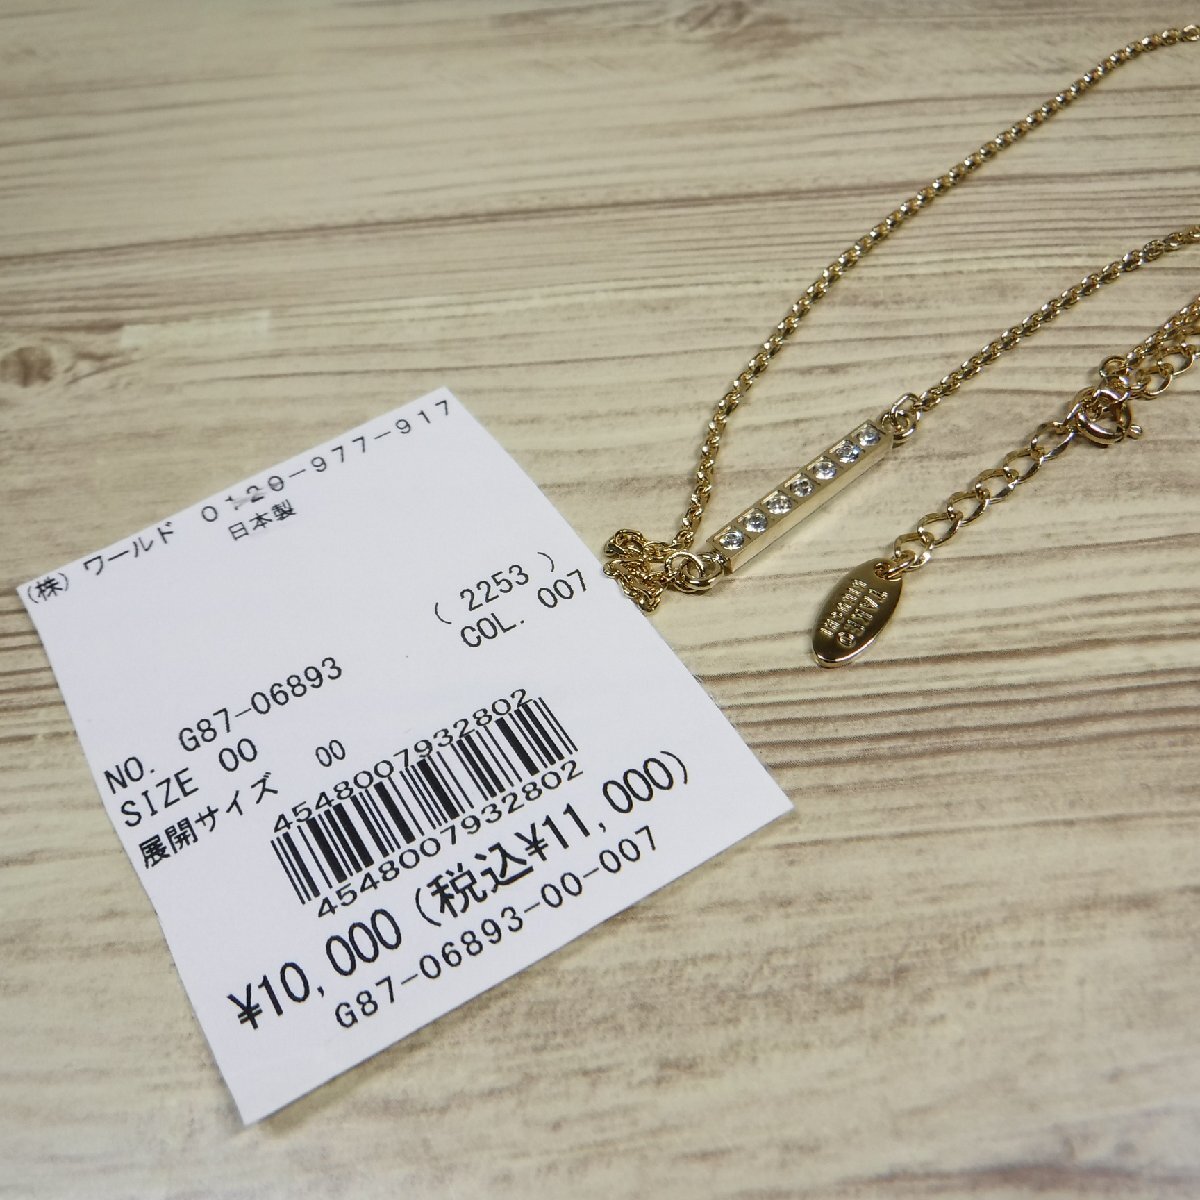 (株) ワールド 0120-977-917
日本製
( 2253 )
COL. 007
NO. G87-06893
SIZE 00
展開サイズ 00
4548007932802
4548007932802
¥10,000 (税込¥11,000)
G87-06893-00-007